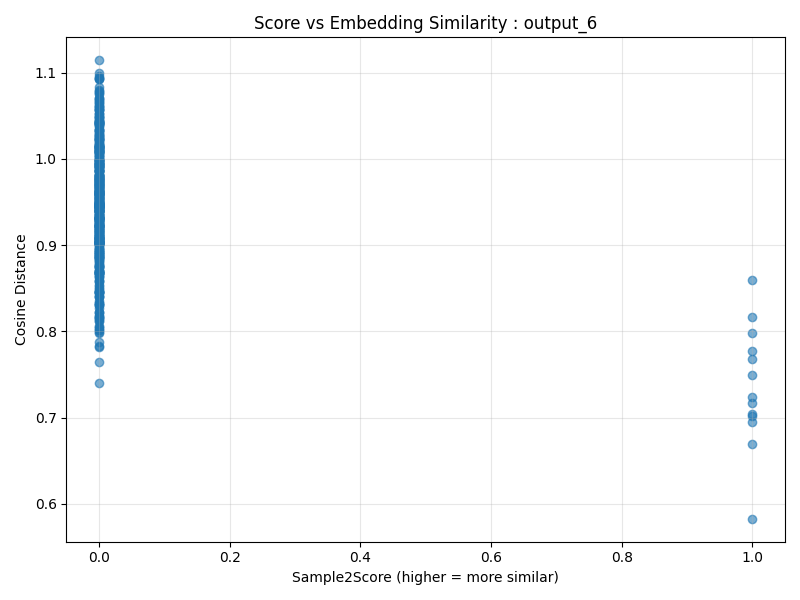 Score vs Embedding Similarity : output_6
Cosine Distance
1.1
1.0
0.9
0.8
0.7
0.6
0.0 0.2 0.4 0.6 0.8 1.0
Sample2Score (higher = more similar)